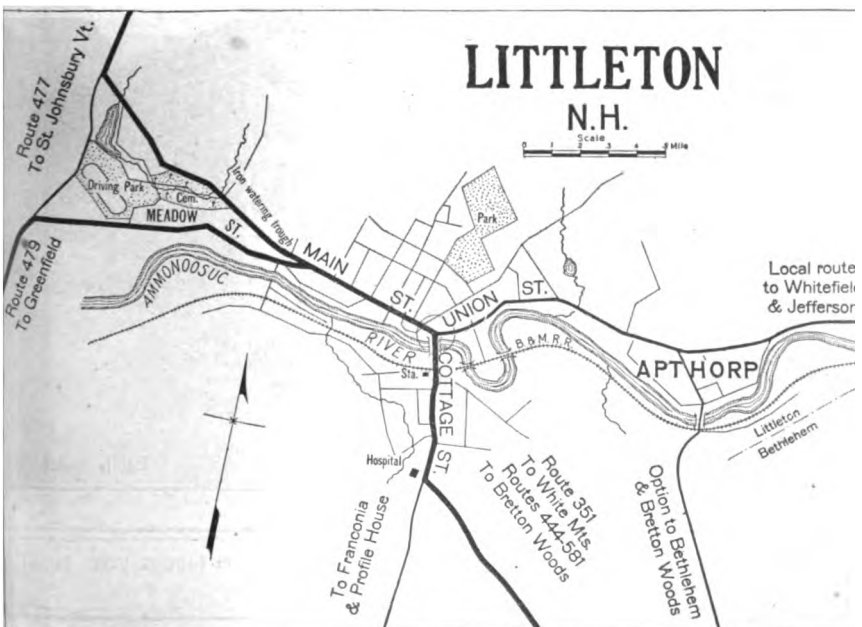 LITTLETON
N.H.
Scale
0 1 2 3 4 .5 Mile
Route 477
To St. Johnsbury Vt.
Driving Park
Cem.
Iron watering trough
MEADOW
ST.
MAIN
ST.
Park
UNION
ST.
Local route
to Whitefield
& Jefferson
Route 479
To Greenfield
AMMONOOSUC
RIVER
B.& M. R.R.
APTHORP
Sta.
COTTAGE
ST.
Littleton
Bethlehem
Hospital
Route 351
To White Mts.
Routes 444-581
To Bretton Woods
To Franconia
& Profile House
Option to Bethlehem
& Bretton Woods